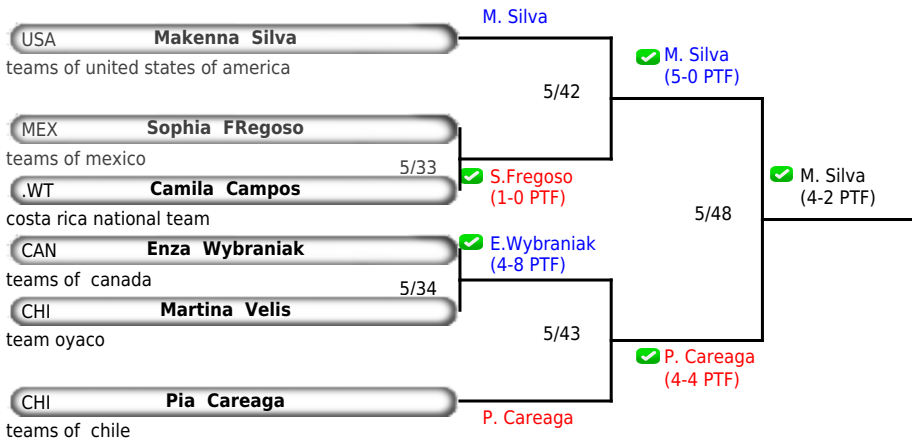 M. Silva
USA Makenna Silva
teams of united states of america
M. Silva
(5-0 PTF)
5/42
MEX Sophia FRegoso
teams of mexico
5/33
S.Fregoso
(1-0 PTF)
.WT Camila Campos
costa rica national team
M. Silva
(4-2 PTF)
5/48
CAN Enza Wybraniak
teams of canada
E.Wybraniak
(4-8 PTF)
5/34
CHI Martina Velis
team oyaco
5/43
P. Careaga
(4-4 PTF)
CHI Pia Careaga
teams of chile
P. Careaga